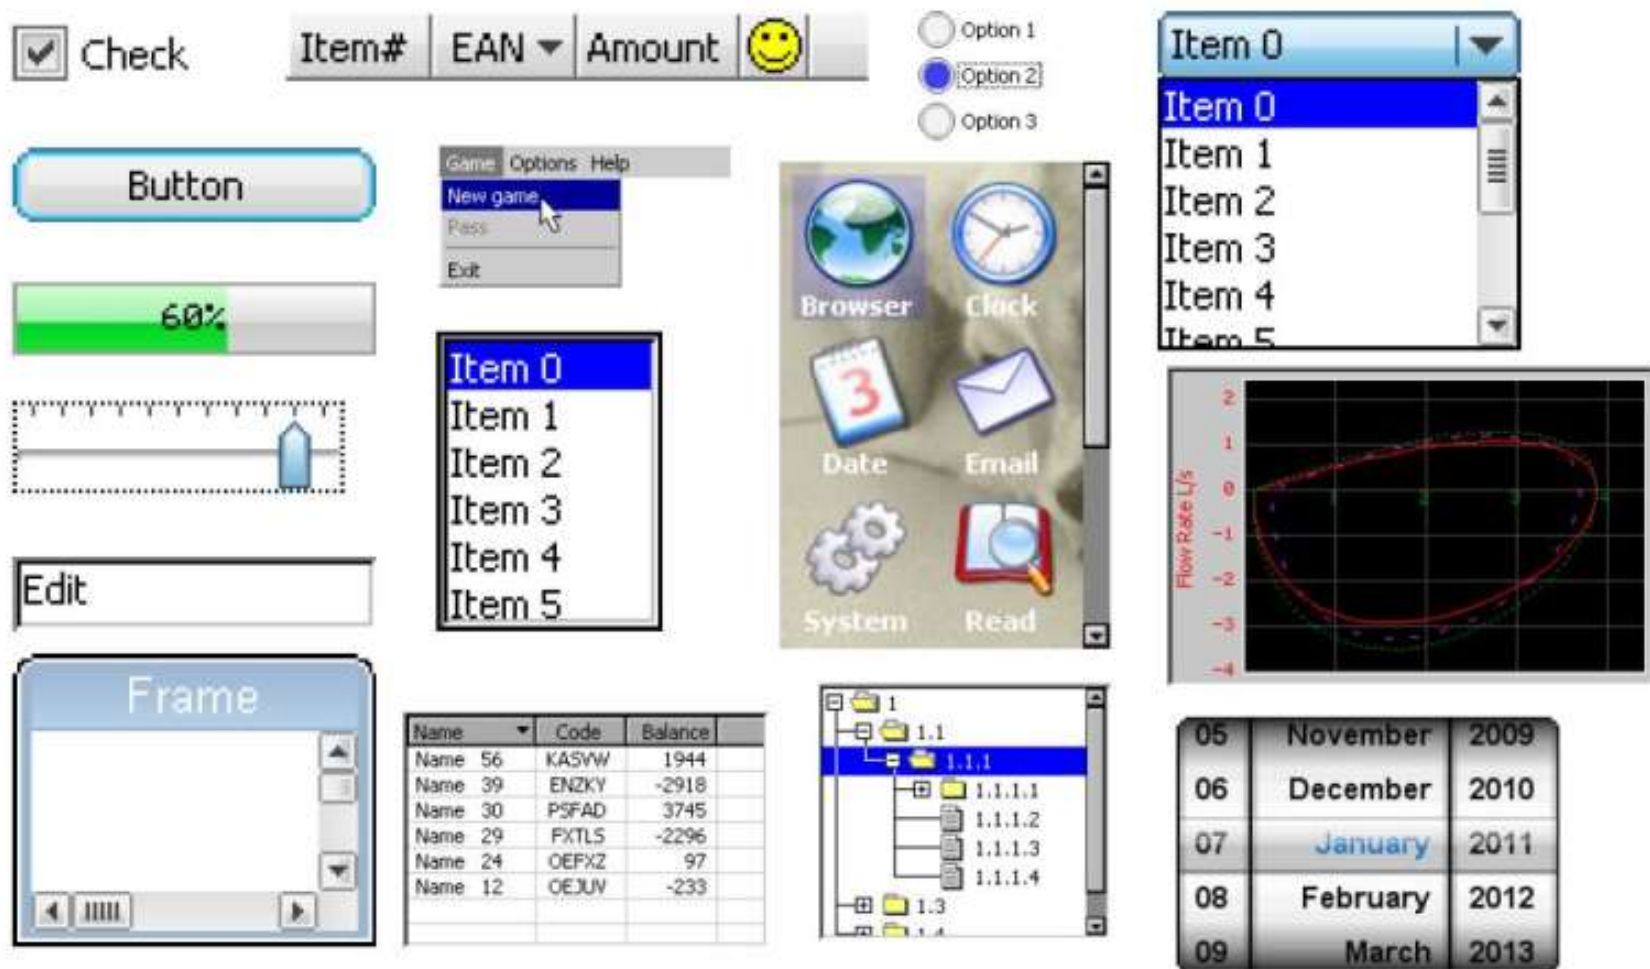 Check
Item# EAN Amount
Option 1
Option 2
Option 3
Item 0
Item 0
Item 1
Item 2
Item 3
Item 4
Item 5
Button
Game Options Help
New game
Pass
Exit
60%
Item 0
Item 1
Item 2
Item 3
Item 4
Item 5
Browser Clock
3
Date Email
System Read
Edit
Frame
2
1
0
-1
-2
-3
-4
Flow Rate L/s
Name Code Balance
Name 56 KASVW 1944
Name 39 ENZKY -2918
Name 30 PSFAD 3745
Name 29 FXTLS -2296
Name 24 OEFXZ 97
Name 12 OEJUV -233
1
1.1
1.1.1
1.1.1.1
1.1.1.2
1.1.1.3
1.1.1.4
1.3
1.4
05 November 2009
06 December 2010
07 January 2011
08 February 2012
09 March 2013